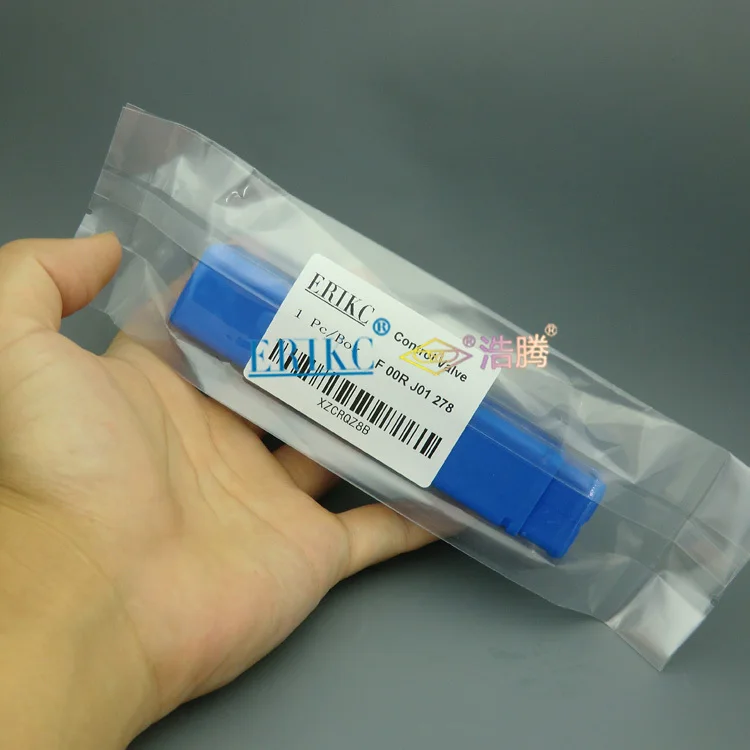 ERIKC
Control Valve
1 Pc/Bo
F 00R J01 278
XZCRQZ8B
ERIKC® ® 浩腾®